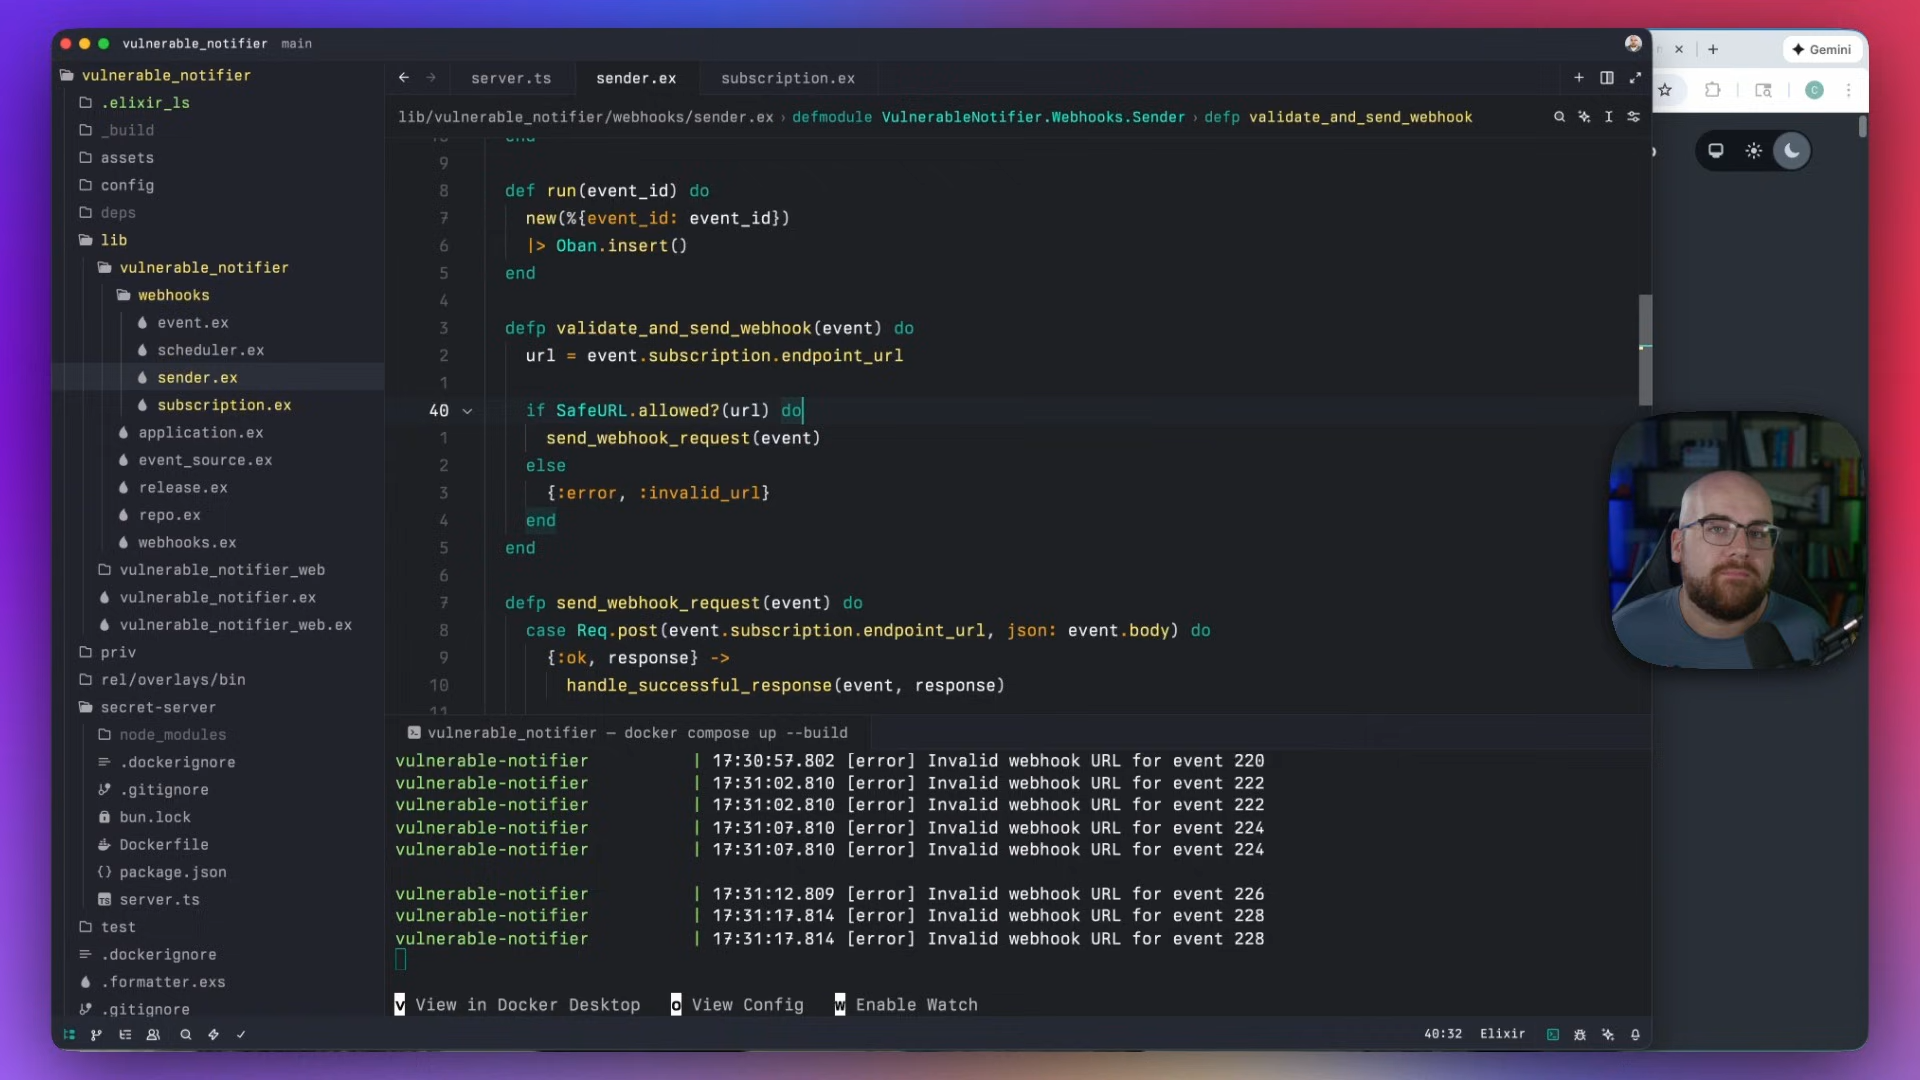 vulnerable_notifier main
Gemini
vulnerable_notifier
.elixir_ls
_build
assets
config
deps
lib
vulnerable_notifier
webhooks
event.ex
scheduler.ex
sender.ex
subscription.ex
application.ex
event_source.ex
release.ex
repo.ex
webhooks.ex
vulnerable_notifier_web
vulnerable_notifier.ex
vulnerable_notifier_web.ex
priv
rel/overlays/bin
secret-server
node_modules
.dockerignore
.gitignore
bun.lock
Dockerfile
package.json
server.ts
test
.dockerignore
.formatter.exs
.gitignore
server.ts sender.ex subscription.ex
lib/vulnerable_notifier/webhooks/sender.ex › defmodule VulnerableNotifier.Webhooks.Sender › defp validate_and_send_webhook
10 end
9
8 def run(event_id) do
7 new(%{event_id: event_id})
6 |> Oban.insert()
5 end
4
3 defp validate_and_send_webhook(event) do
2 url = event.subscription.endpoint_url
1
40 if SafeURL.allowed?(url) do
1 send_webhook_request(event)
2 else
3 {:error, :invalid_url}
4 end
5 end
6
7 defp send_webhook_request(event) do
8 case Req.post(event.subscription.endpoint_url, json: event.body) do
9 {:ok, response} ->
10 handle_successful_response(event, response)
11
vulnerable_notifier — docker compose up --build
vulnerable-notifier | 17:30:57.802 [error] Invalid webhook URL for event 220
vulnerable-notifier | 17:31:02.810 [error] Invalid webhook URL for event 222
vulnerable-notifier | 17:31:02.810 [error] Invalid webhook URL for event 222
vulnerable-notifier | 17:31:07.810 [error] Invalid webhook URL for event 224
vulnerable-notifier | 17:31:07.810 [error] Invalid webhook URL for event 224
vulnerable-notifier | 17:31:12.809 [error] Invalid webhook URL for event 226
vulnerable-notifier | 17:31:17.814 [error] Invalid webhook URL for event 228
vulnerable-notifier | 17:31:17.814 [error] Invalid webhook URL for event 228
v View in Docker Desktop o View Config w Enable Watch
40:32 Elixir